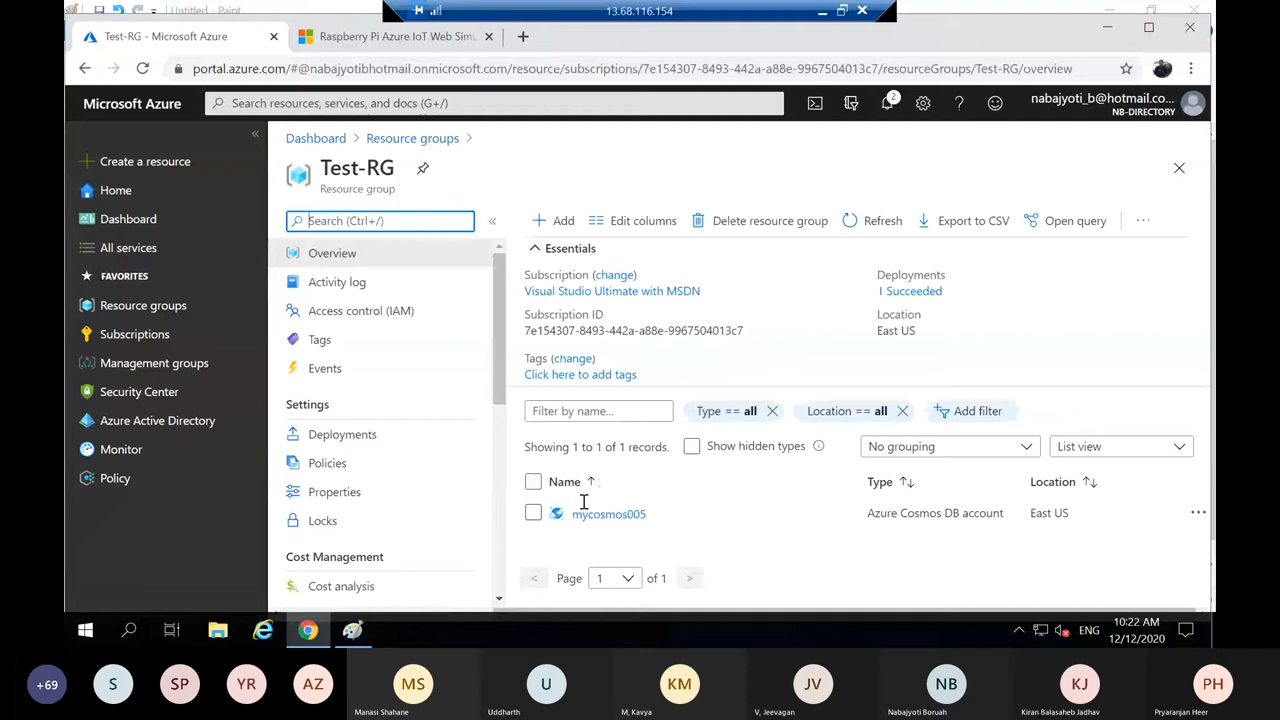 Untitled - Paint
13.68.116.154
Test-RG - Microsoft Azure
Raspberry Pi Azure IoT Web Sim
portal.azure.com/#@nabajyotibhotmail.onmicrosoft.com/resource/subscriptions/7e154307-8493-442a-a88e-9967504013c7/resourceGroups/Test-RG/overview
Microsoft Azure
Search resources, services, and docs (G+/)
2
nabajyoti_b@hotmail.co...
NB-DIRECTORY
Create a resource
Home
Dashboard
All services
FAVORITES
Resource groups
Subscriptions
Management groups
Security Center
Azure Active Directory
Monitor
Policy
Dashboard > Resource groups >
Test-RG
Resource group
Search (Ctrl+/)
Overview
Activity log
Access control (IAM)
Tags
Events
Settings
Deployments
Policies
Properties
Locks
Cost Management
Cost analysis
Add
Edit columns
Delete resource group
Refresh
Export to CSV
Open query
Essentials
Subscription (change)
Visual Studio Ultimate with MSDN
Subscription ID
7e154307-8493-442a-a88e-9967504013c7
Tags (change)
Click here to add tags
Deployments
1 Succeeded
Location
East US
Filter by name...
Type == all
Location == all
Add filter
Showing 1 to 1 of 1 records.
Show hidden types
No grouping
List view
Name
Type
Location
mycosmos005
Azure Cosmos DB account
East US
< Page 1 of 1 >
ENG
10:22 AM
12/12/2020
+69
S
SP
YR
AZ
MS
Manasi Shahane
U
Uddharth
KM
M, Kavya
JV
V, Jeevagan
NB
Nabajyoti Boruah
KJ
Kiran Balasaheb Jadhav
PH
Pryaranjan Heer